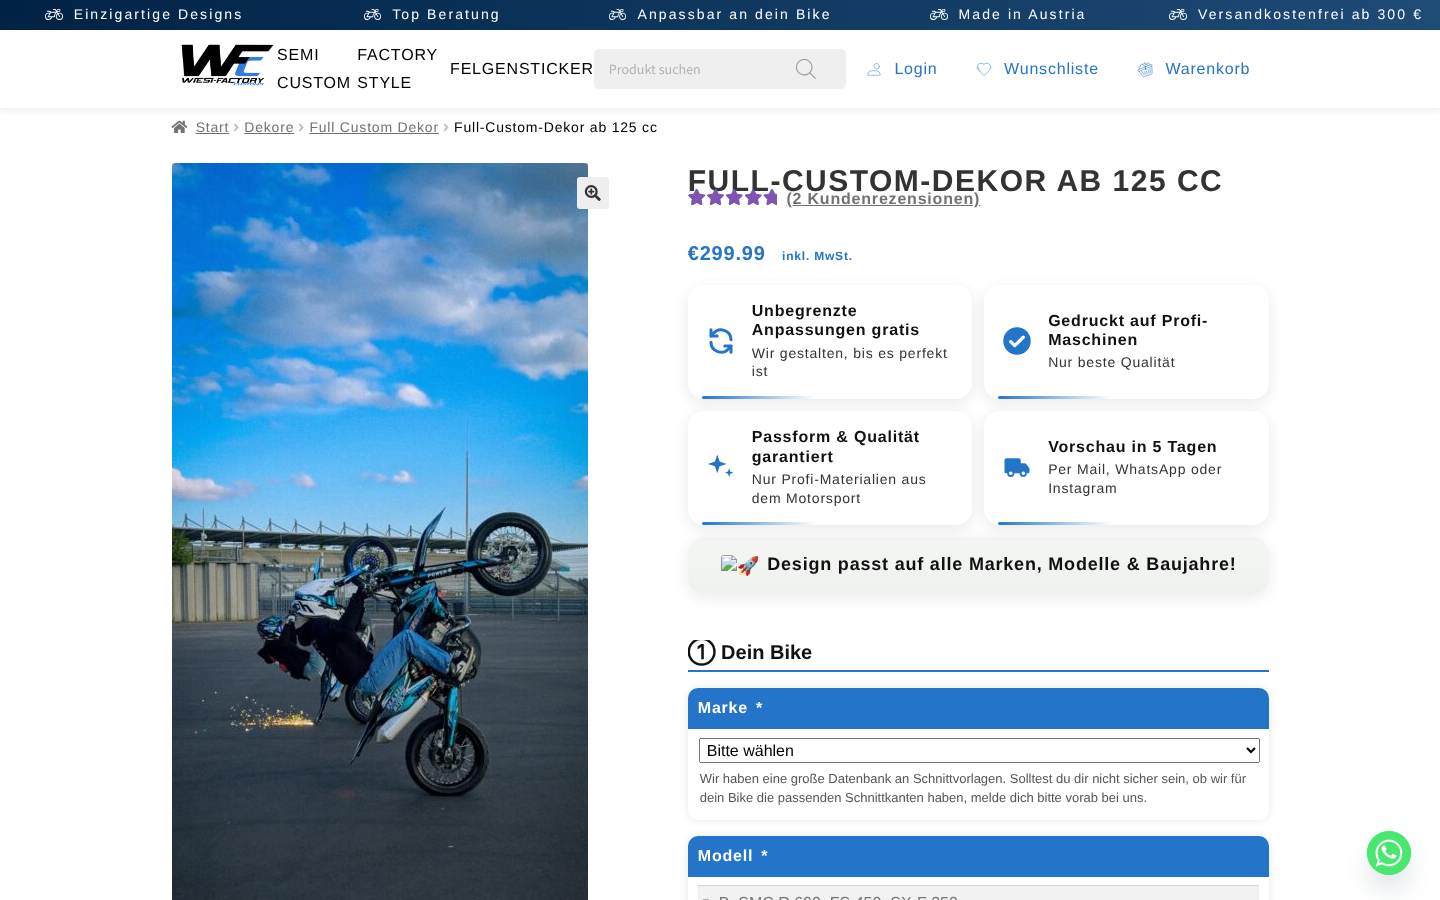 Einzigartige Designs
Top Beratung
Anpassbar an dein Bike
Made in Austria
Versandkostenfrei ab 300 €
WIESI-FACTORY
SEMI CUSTOM
FACTORY STYLE
FELGENSTICKER
Produkt suchen
Login
Wunschliste
Warenkorb
Start
Dekore
Full Custom Dekor
Full-Custom-Dekor ab 125 cc
FULL-CUSTOM-DEKOR AB 125 CC
(2 Kundenrezensionen)
€299.99 inkl. MwSt.
Unbegrenzte
Anpassungen gratis
Wir gestalten, bis es perfekt
ist
Gedruckt auf Profi-
Maschinen
Nur beste Qualität
Passform & Qualität
garantiert
Nur Profi-Materialien aus
dem Motorsport
Vorschau in 5 Tagen
Per Mail, WhatsApp oder
Instagram
🚀 Design passt auf alle Marken, Modelle & Baujahre!
① Dein Bike
Marke *
Bitte wählen
Wir haben eine große Datenbank an Schnittvorlagen. Solltest du dir nicht sicher sein, ob wir für
dein Bike die passenden Schnittkanten haben, melde dich bitte vorab bei uns.
Modell *